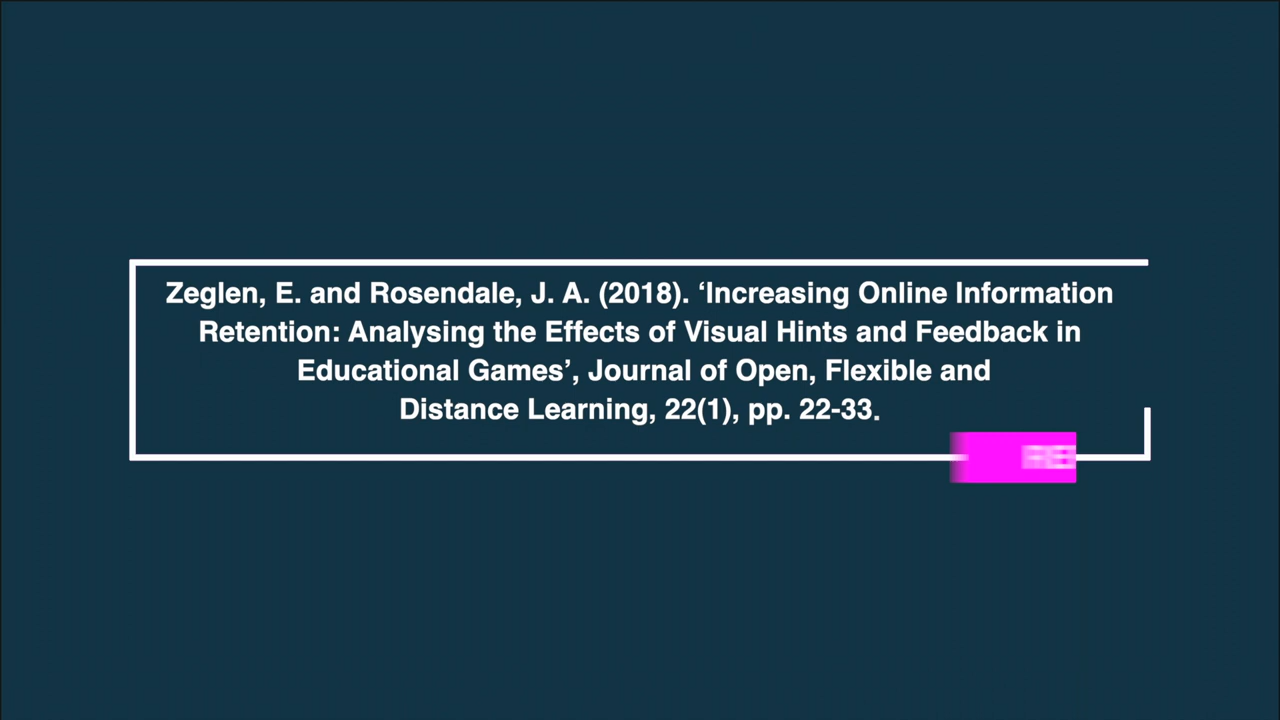 Zeglen, E. and Rosendale, J. A. (2018). ‘Increasing Online Information
Retention: Analysing the Effects of Visual Hints and Feedback in
Educational Games’, Journal of Open, Flexible and
Distance Learning, 22(1), pp. 22-33.